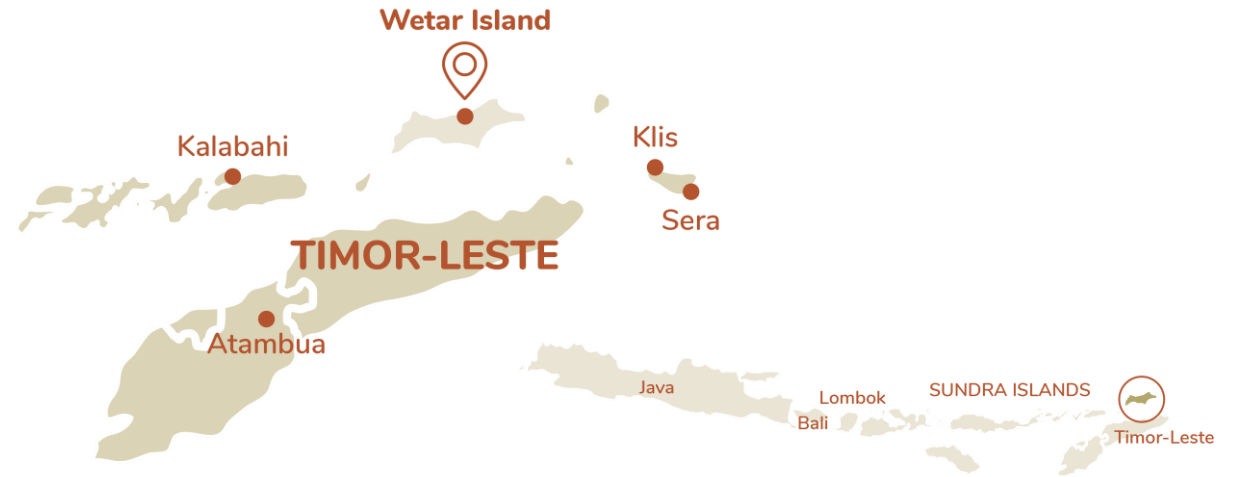 Wetar Island
Klis
Kalabahi
Sera
TIMOR-LESTE
Atambua
Java
Lombok
SUNDRA ISLANDS
Bali
Timor-Leste